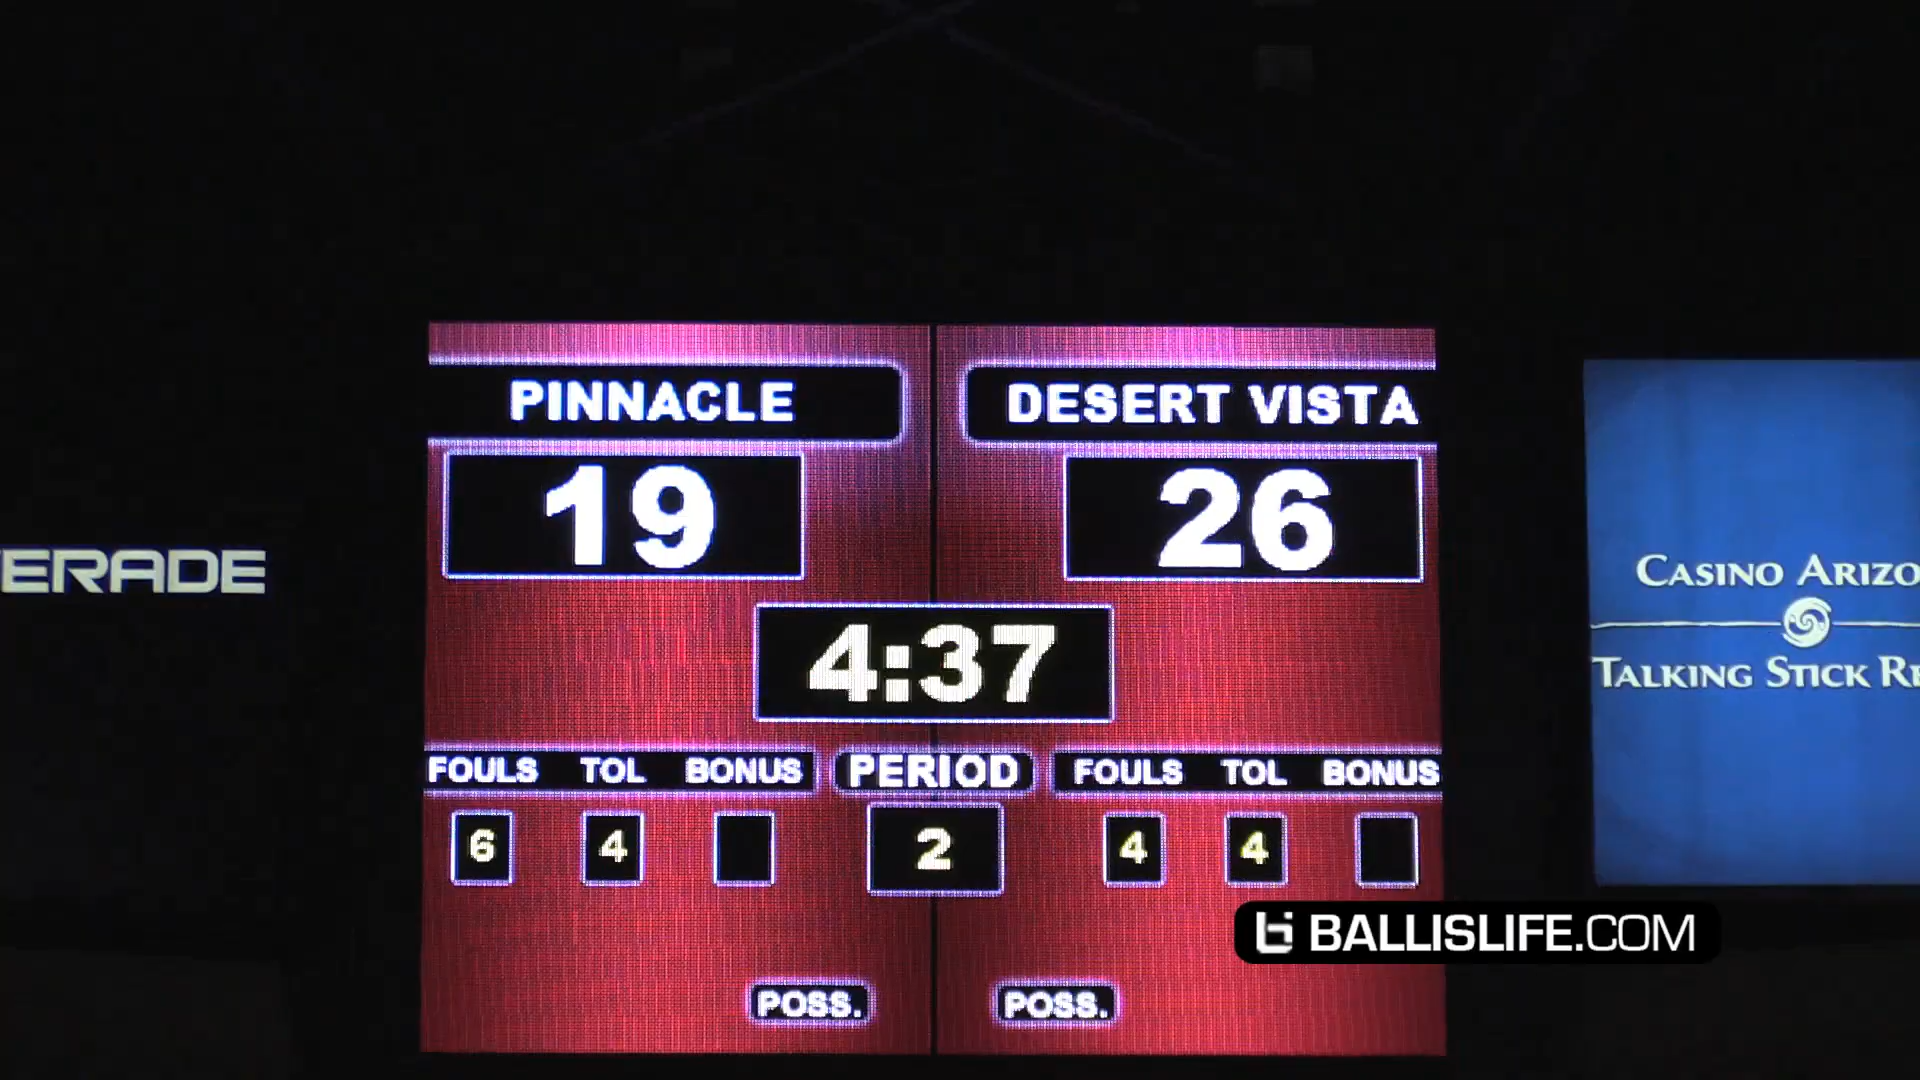 PINNACLE
DESERT VISTA
19
26
4:37
FOULS TOL BONUS
PERIOD
FOULS TOL BONUS
6 4
2
4 4
POSS.
POSS.
ERADE
CASINO ARIZO
TALKING STICK RE
BALLISLIFE.COM